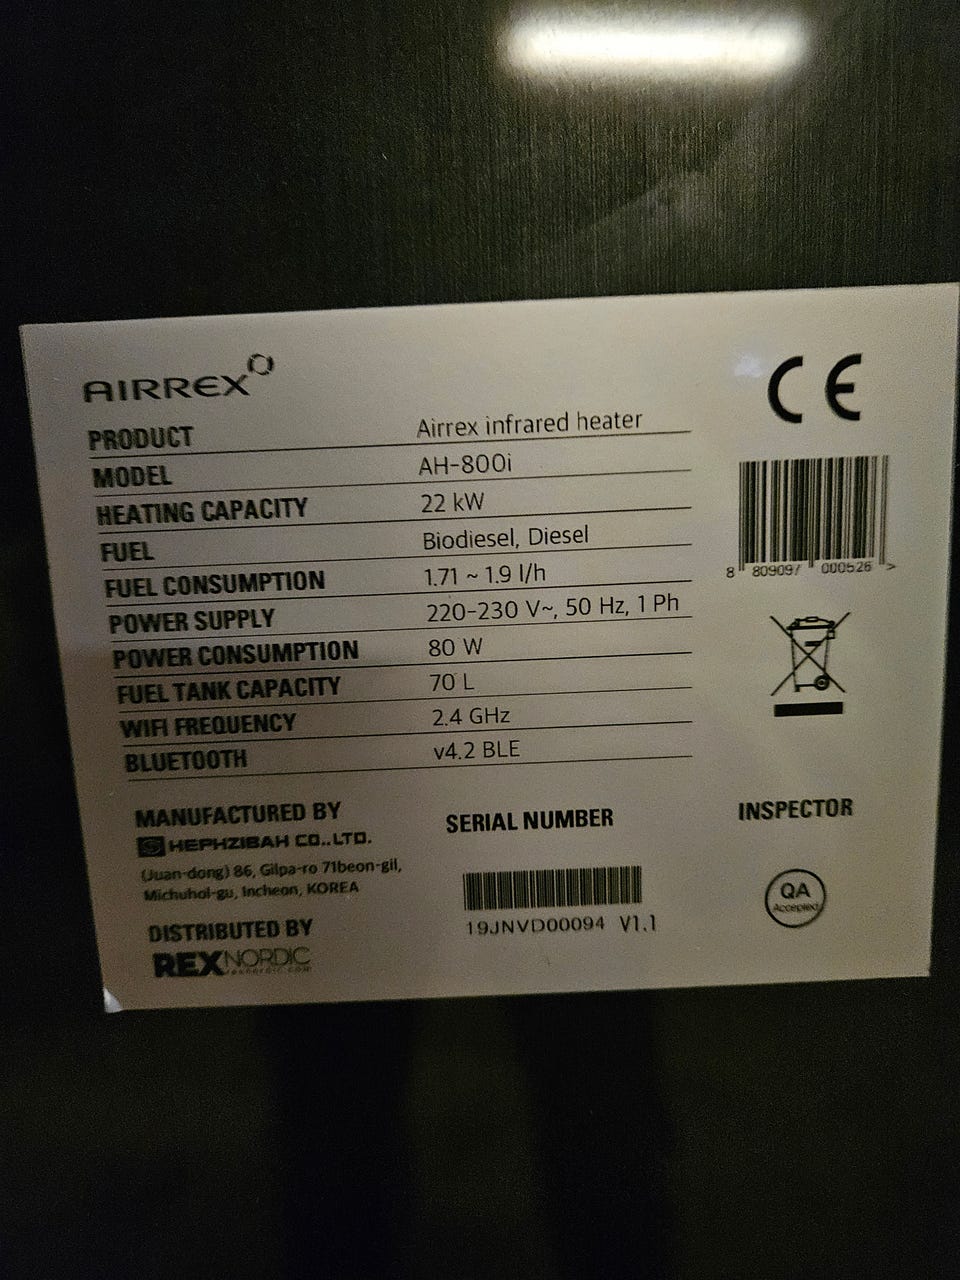 AIRREX
PRODUCT Airrex infrared heater
MODEL AH-800i
HEATING CAPACITY 22 kW
FUEL Biodiesel, Diesel
FUEL CONSUMPTION 1.71 ~ 1.9 l/h
POWER SUPPLY 220-230 V~, 50 Hz, 1 Ph
POWER CONSUMPTION 80 W
FUEL TANK CAPACITY 70 L
WIFI FREQUENCY 2.4 GHz
BLUETOOTH v4.2 BLE
CE
8 809097 000526 >
MANUFACTURED BY
HEPHZIBAH CO.,LTD.
(Juan-dong) 86, Gilpa-ro 71beon-gil,
Michuhol-gu, Incheon, KOREA
DISTRIBUTED BY
REXNORDIC
rexnordic.com
SERIAL NUMBER
19JNVD00094 V1.1
INSPECTOR
QA
Accepted